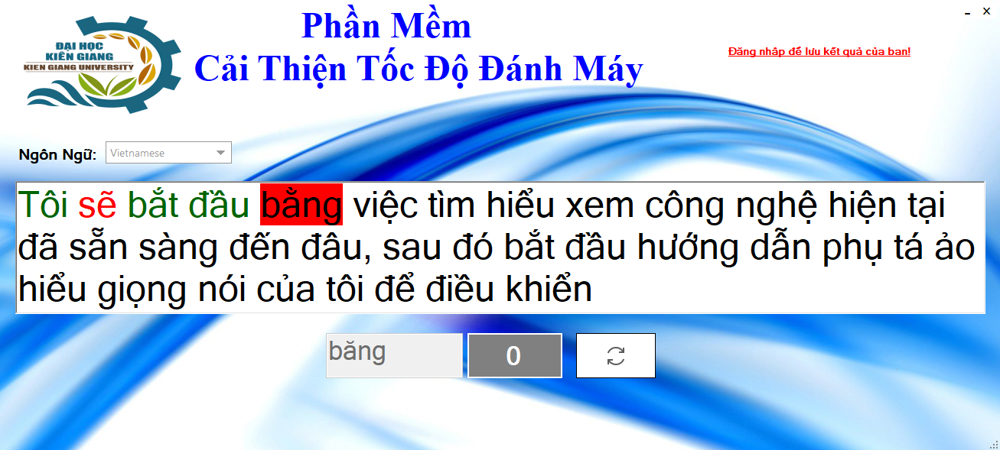 ĐẠI HỌC
KIÊN GIANG
KIEN GIANG UNIVERSITY
Phần Mềm
Cải Thiện Tốc Độ Đánh Máy
Đăng nhập để lưu kết quả của bạn!
Ngôn Ngữ:
Vietnamese
Tôi sẽ bắt đầu bằng việc tìm hiểu xem công nghệ hiện tại
đã sẵn sàng đến đâu, sau đó bắt đầu hướng dẫn phụ tá ảo
hiểu giọng nói của tôi để điều khiển
băng
0